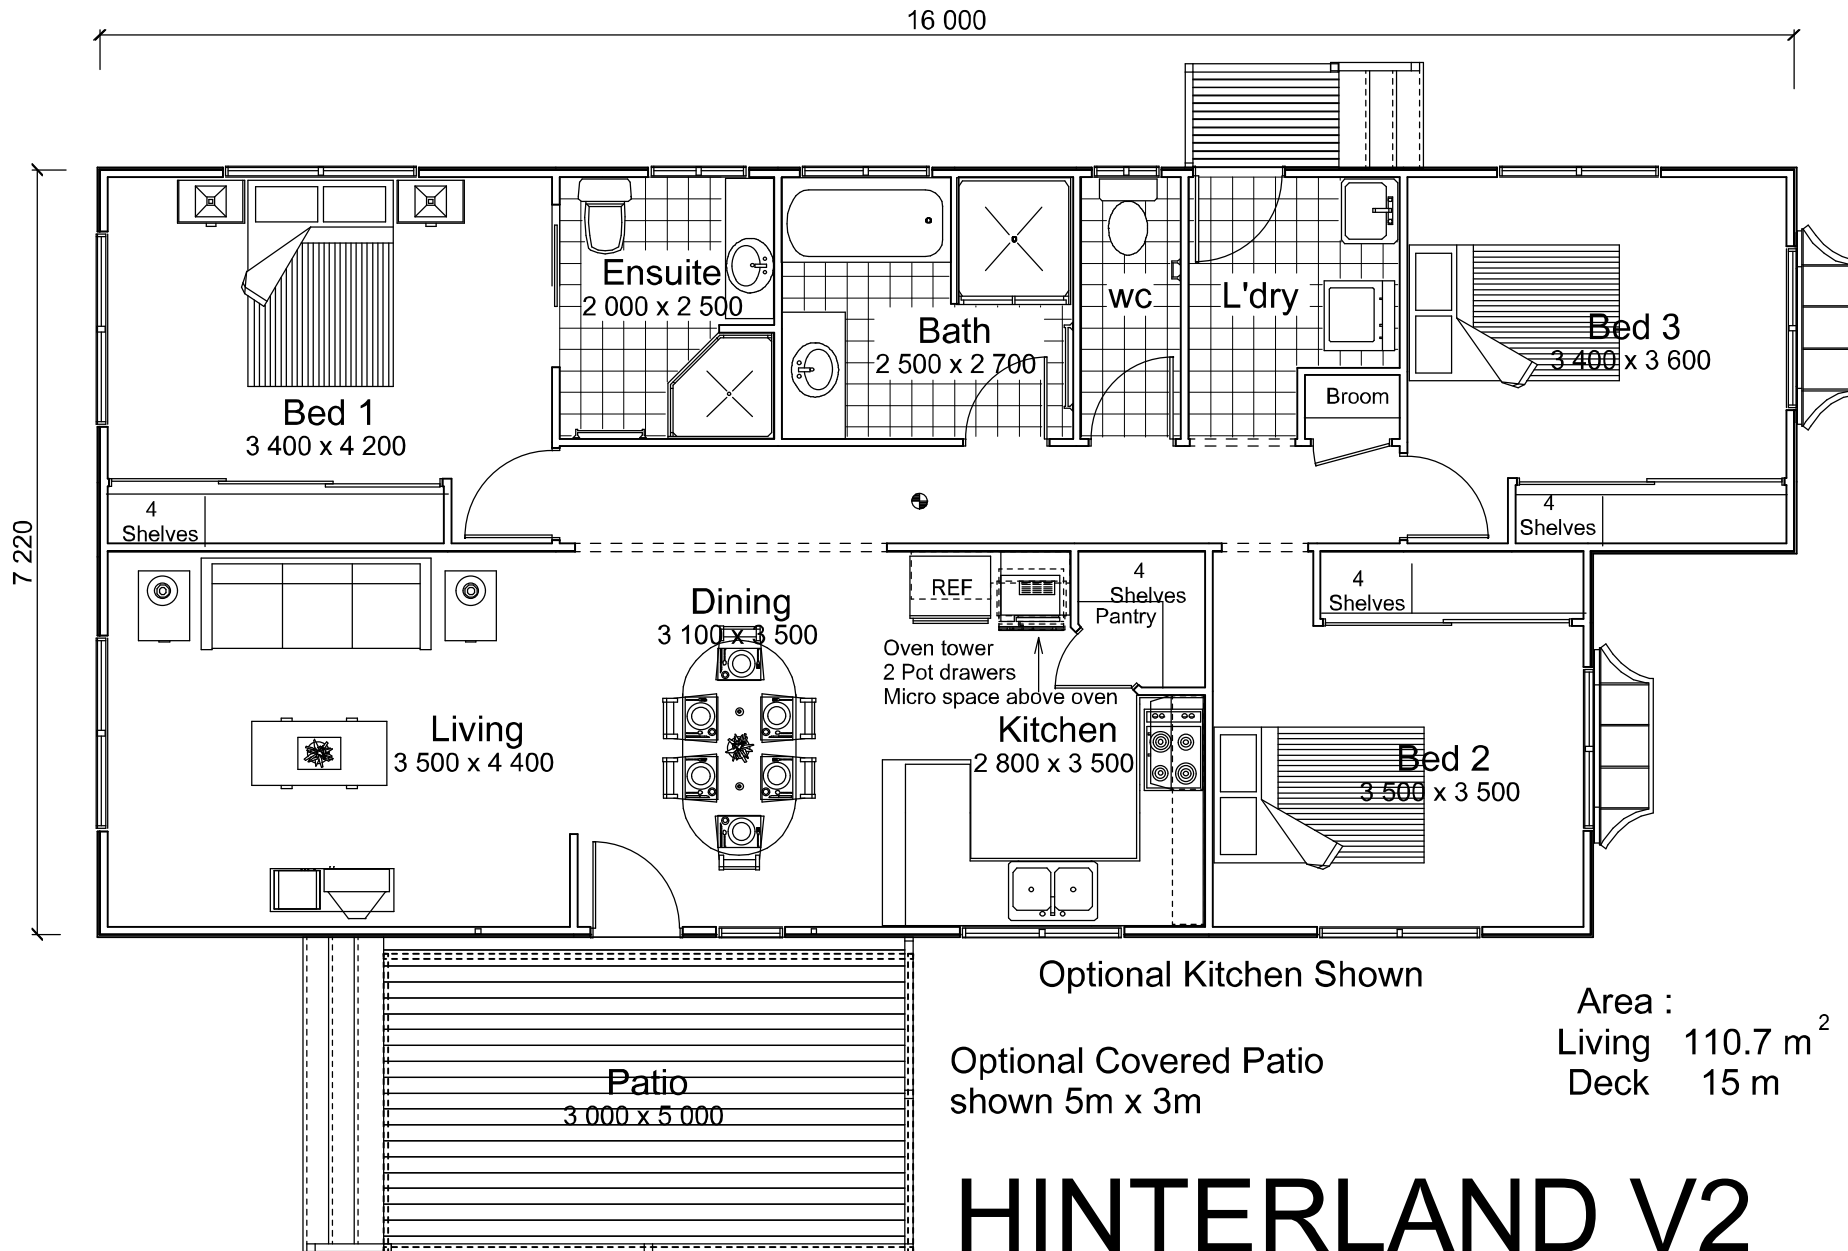 16 000
7 220
Ensuite
2 000 x 2 500
Bath
2 500 x 2 700
wc
L'dry
Bed 3
3 400 x 3 600
Broom
Bed 1
3 400 x 4 200
4
Shelves
4
Shelves
Dining
3 100 x 3 500
REF
4
Shelves
Pantry
4
Shelves
Oven tower
2 Pot drawers
Micro space above oven
Living
3 500 x 4 400
Kitchen
2 800 x 3 500
Bed 2
3 500 x 3 500
Optional Kitchen Shown
Area :
Living 110.7 m2
Deck 15 m
Optional Covered Patio
shown 5m x 3m
Patio
3 000 x 5 000
HINTERLAND V2